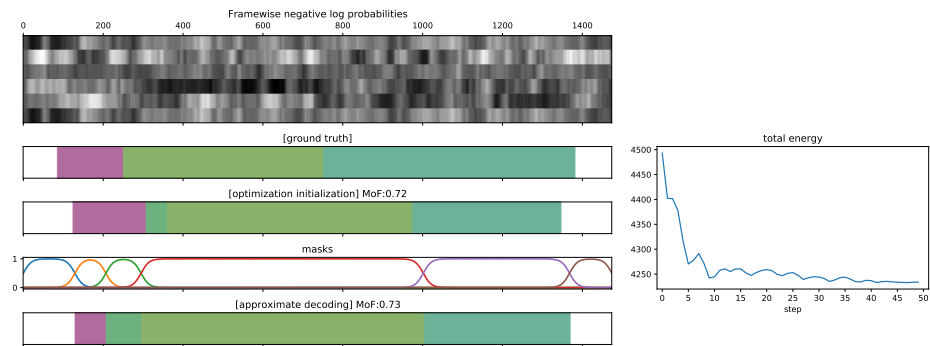 Framewise negative log probabilities
0 200 400 600 800 1000 1200 1400
[ground truth]
[optimization initialization] MoF:0.72
masks
1
0
[approximate decoding] MoF:0.73
total energy
4500
4450
4400
4350
4300
4250
0 5 10 15 20 25 30 35 40 45 50
step